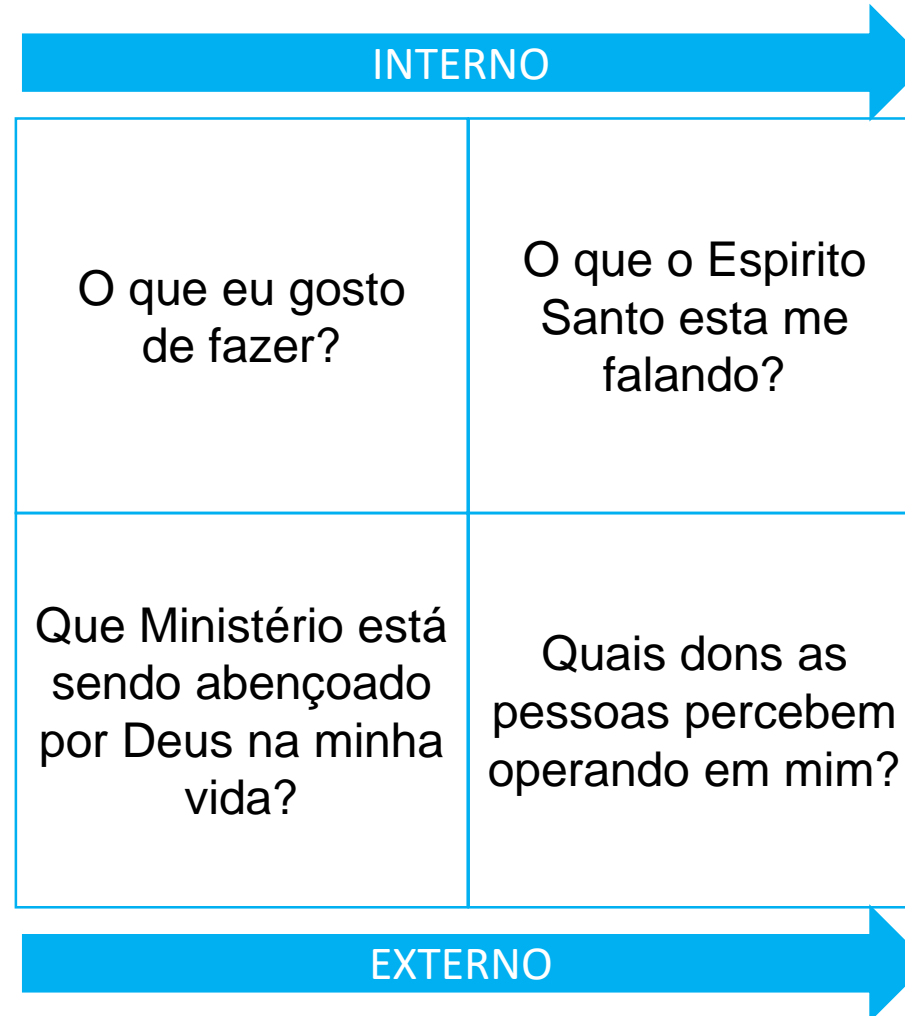 INTERNO
O que eu gosto
de fazer?
O que o Espirito
Santo esta me
falando?
Que Ministério está
sendo abençoado
por Deus na minha
vida?
Quais dons as
pessoas percebem
operando em mim?
EXTERNO